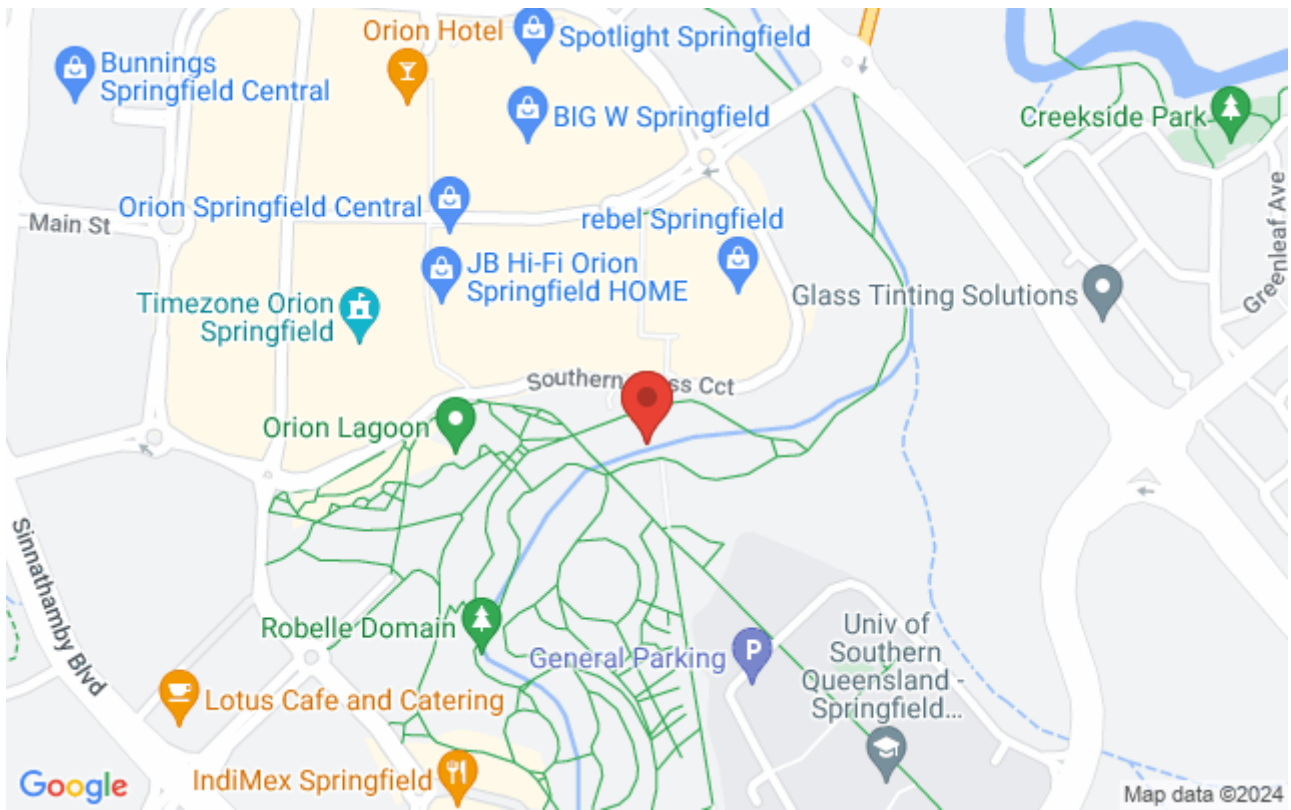 Orion Hotel
Spotlight Springfield
Bunnings
Springfield Central
BIG W Springfield
Creekside Park
Greenleaf Ave
Orion Springfield Central
rebel Springfield
Main St
JB Hi-Fi Orion
Springfield HOME
Glass Tinting Solutions
Timezone Orion
Springfield
Southern
ss Cct
Orion Lagoon
Sinnathamby Blvd
Robelle Domain
General Parking
P
Univ of
Southern
Queensland -
Springfield...
Lotus Cafe and Catering
IndiMex Springfield
Google
Map data ©2024